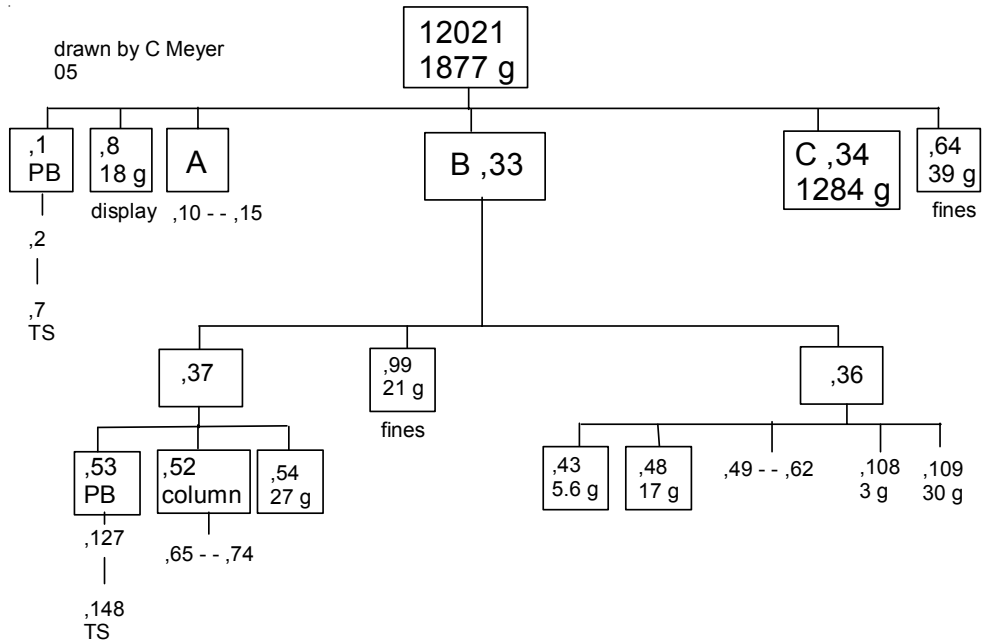 drawn by C Meyer
05
12021
1877 g
,1
PB
,8
18 g
A
B ,33
C ,34
1284 g
,64
39 g
display
,10 - - ,15
fines
,2
,7
TS
,37
,99
21 g
,36
fines
,53
PB
,52
column
,54
27 g
,43
5.6 g
,48
17 g
,49 - - ,62
,108
3 g
,109
30 g
,127
,65 - - ,74
,148
TS